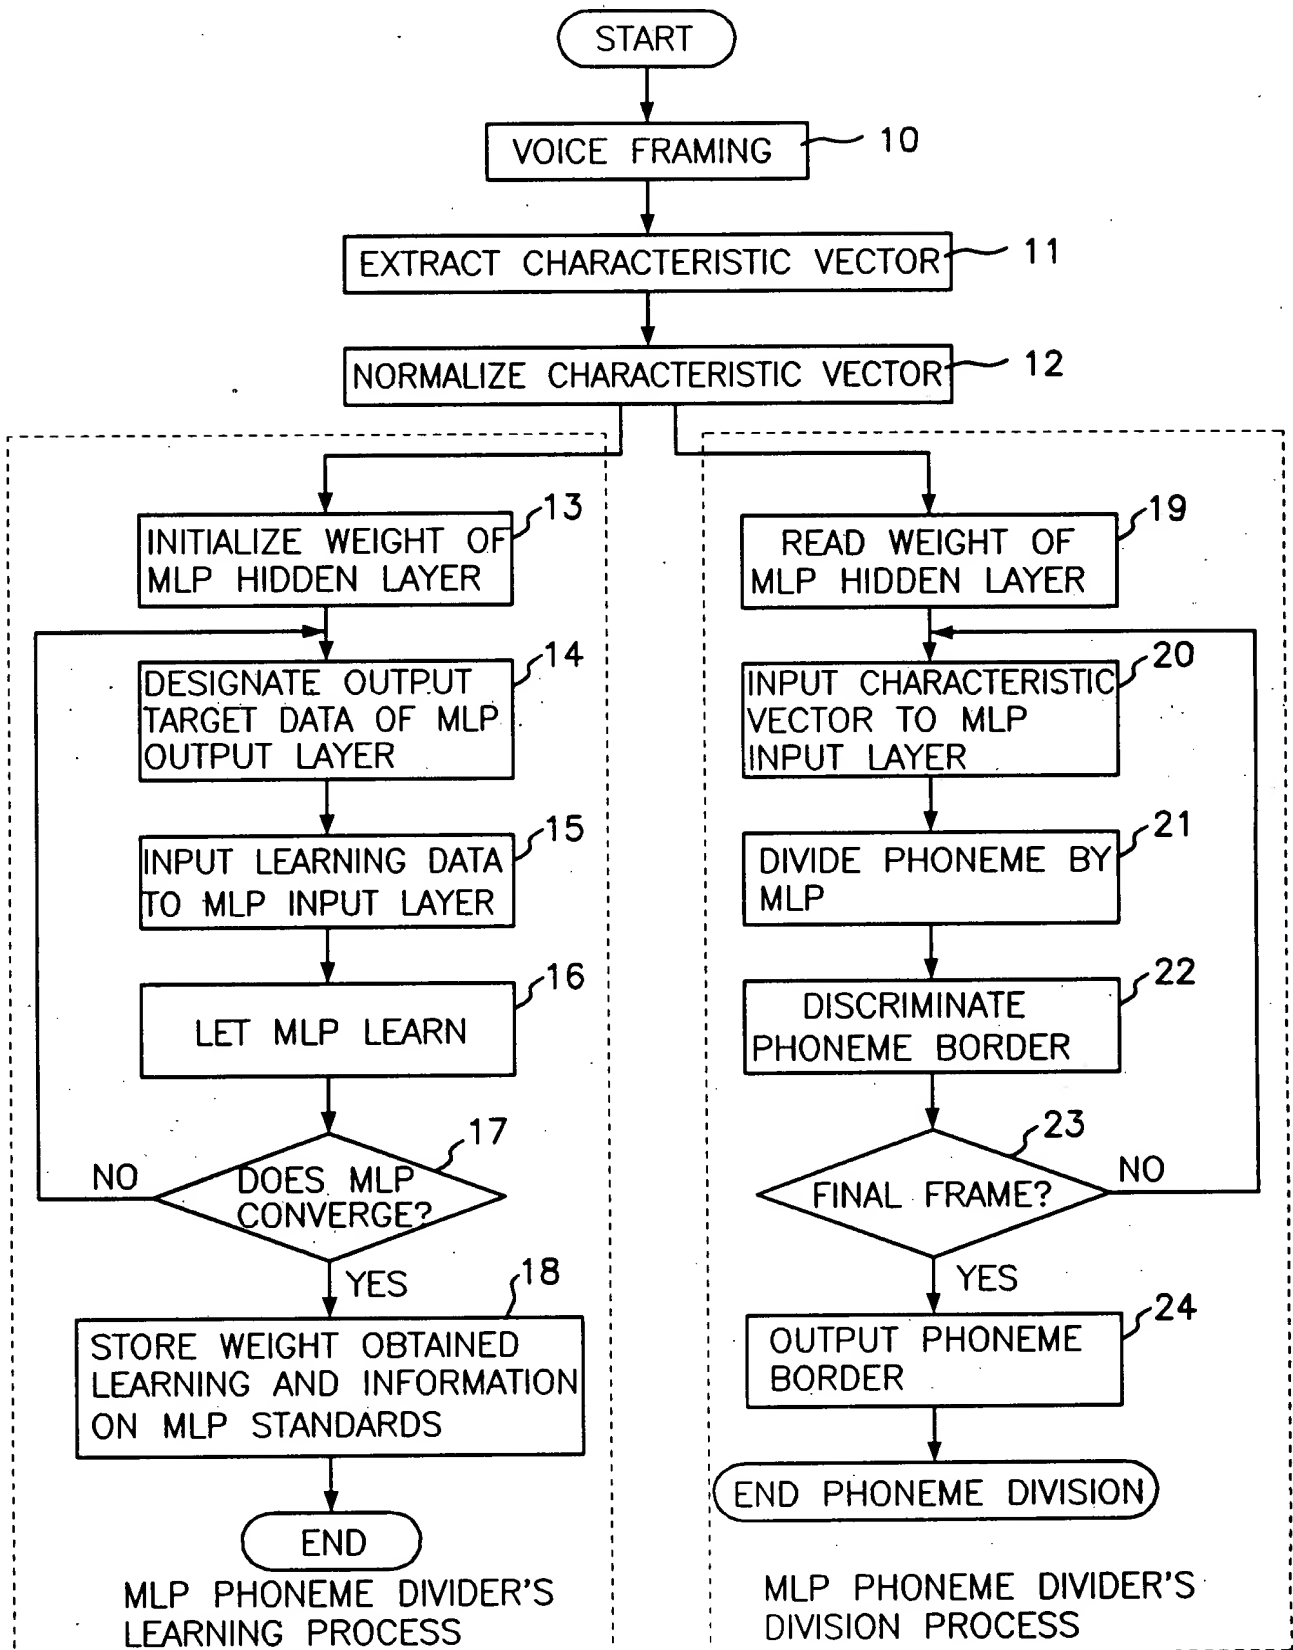 START
VOICE FRAMING
10
EXTRACT CHARACTERISTIC VECTOR
11
NORMALIZE CHARACTERISTIC VECTOR
12
13
INITIALIZE WEIGHT OF
MLP HIDDEN LAYER
14
DESIGNATE OUTPUT
TARGET DATA OF MLP
OUTPUT LAYER
15
INPUT LEARNING DATA
TO MLP INPUT LAYER
16
LET MLP LEARN
17
DOES MLP
CONVERGE?
NO
YES
18
STORE WEIGHT OBTAINED
LEARNING AND INFORMATION
ON MLP STANDARDS
END
MLP PHONEME DIVIDER'S
LEARNING PROCESS
19
READ WEIGHT OF
MLP HIDDEN LAYER
20
INPUT CHARACTERISTIC
VECTOR TO MLP
INPUT LAYER
21
DIVIDE PHONEME BY
MLP
22
DISCRIMINATE
PHONEME BORDER
23
FINAL FRAME?
NO
YES
24
OUTPUT PHONEME
BORDER
END PHONEME DIVISION
MLP PHONEME DIVIDER'S
DIVISION PROCESS